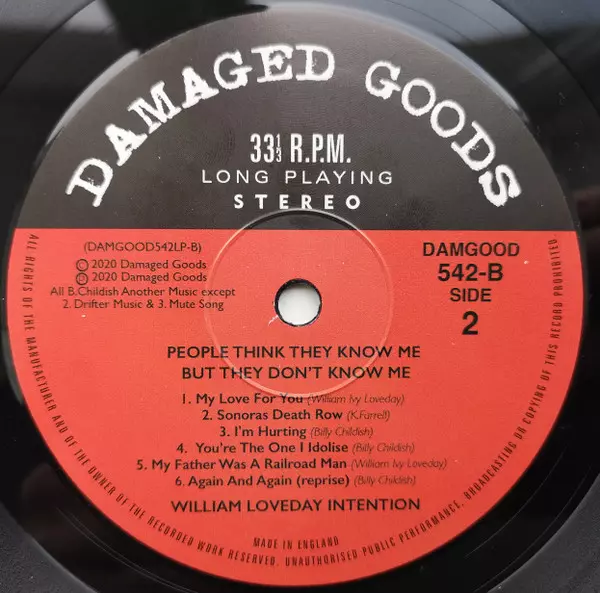 DAMAGED GOODS
33⅓ R.P.M.
LONG PLAYING
STEREO
(DAMGOOD542LP-B)
© 2020 Damaged Goods
© 2020 Damaged Goods
All B.Childish Another Music except
2. Drifter Music & 3. Mute Song
DAMGOOD
542-B
SIDE
2
PEOPLE THINK THEY KNOW ME
BUT THEY DON'T KNOW ME
1. My Love For You (William Ivy Loveday)
2. Sonoras Death Row (K.Farrell)
3. I'm Hurting (Billy Childish)
4. You're The One I Idolise (Billy Childish)
5. My Father Was A Railroad Man (William Ivy Loveday)
6. Again And Again (reprise) (Billy Childish)
WILLIAM LOVEDAY INTENTION
MADE IN ENGLAND
ALL RIGHTS OF THE MANUFACTURER AND OF THE OWNER OF THE RECORDED WORK RESERVED. UNAUTHORISED PUBLIC PERFORMANCE, BROADCASTING OR COPYING OF THIS RECORD PROHIBITED